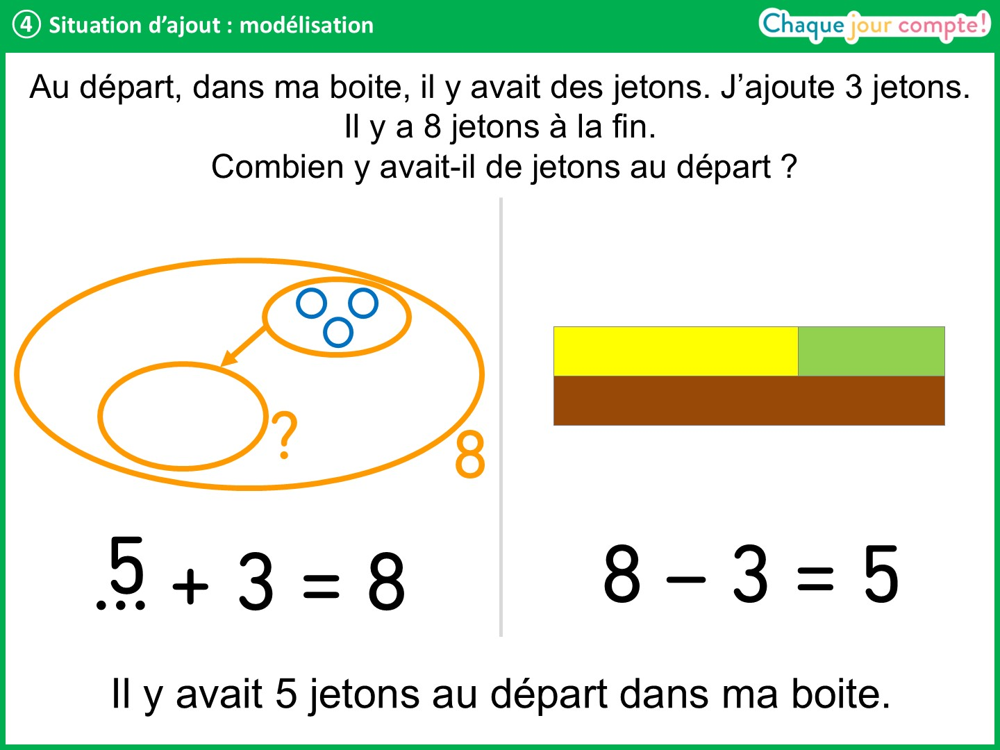 ④ Situation d’ajout : modélisation
Chaque jour compte!
Au départ, dans ma boite, il y avait des jetons. J’ajoute 3 jetons.
Il y a 8 jetons à la fin.
Combien y avait-il de jetons au départ ?
?
8
5
... + 3 = 8
8 – 3 = 5
Il y avait 5 jetons au départ dans ma boite.